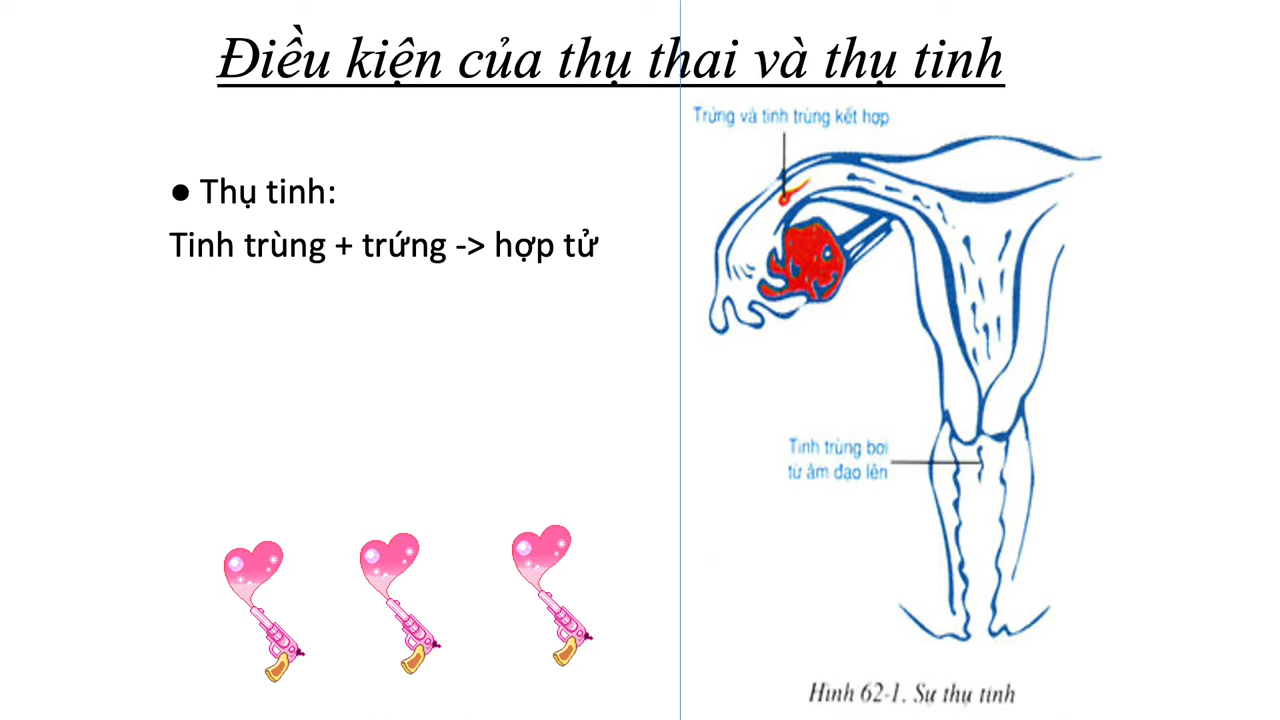 Điều kiện của thụ thai và thụ tinh
● Thụ tinh:
Tinh trùng + trứng -> hợp tử
Trứng và tinh trùng kết hợp
Tinh trùng bơi
từ âm đạo lên
Hình 62-1. Sự thụ tinh